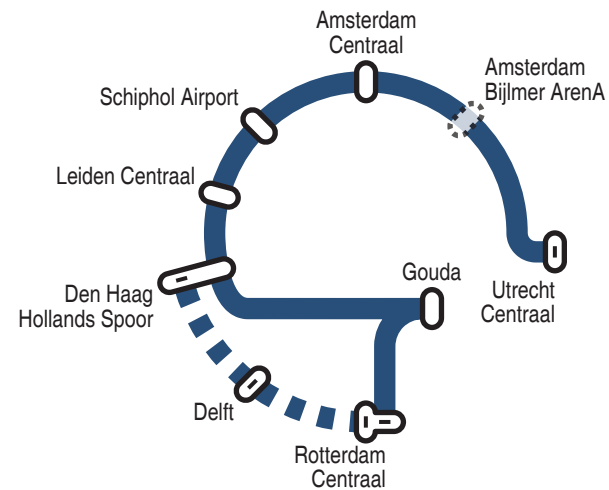 Amsterdam
Centraal
Amsterdam
Bijlmer ArenA
Schiphol Airport
Leiden Centraal
Den Haag
Hollands Spoor
Gouda
Utrecht
Centraal
Delft
Rotterdam
Centraal